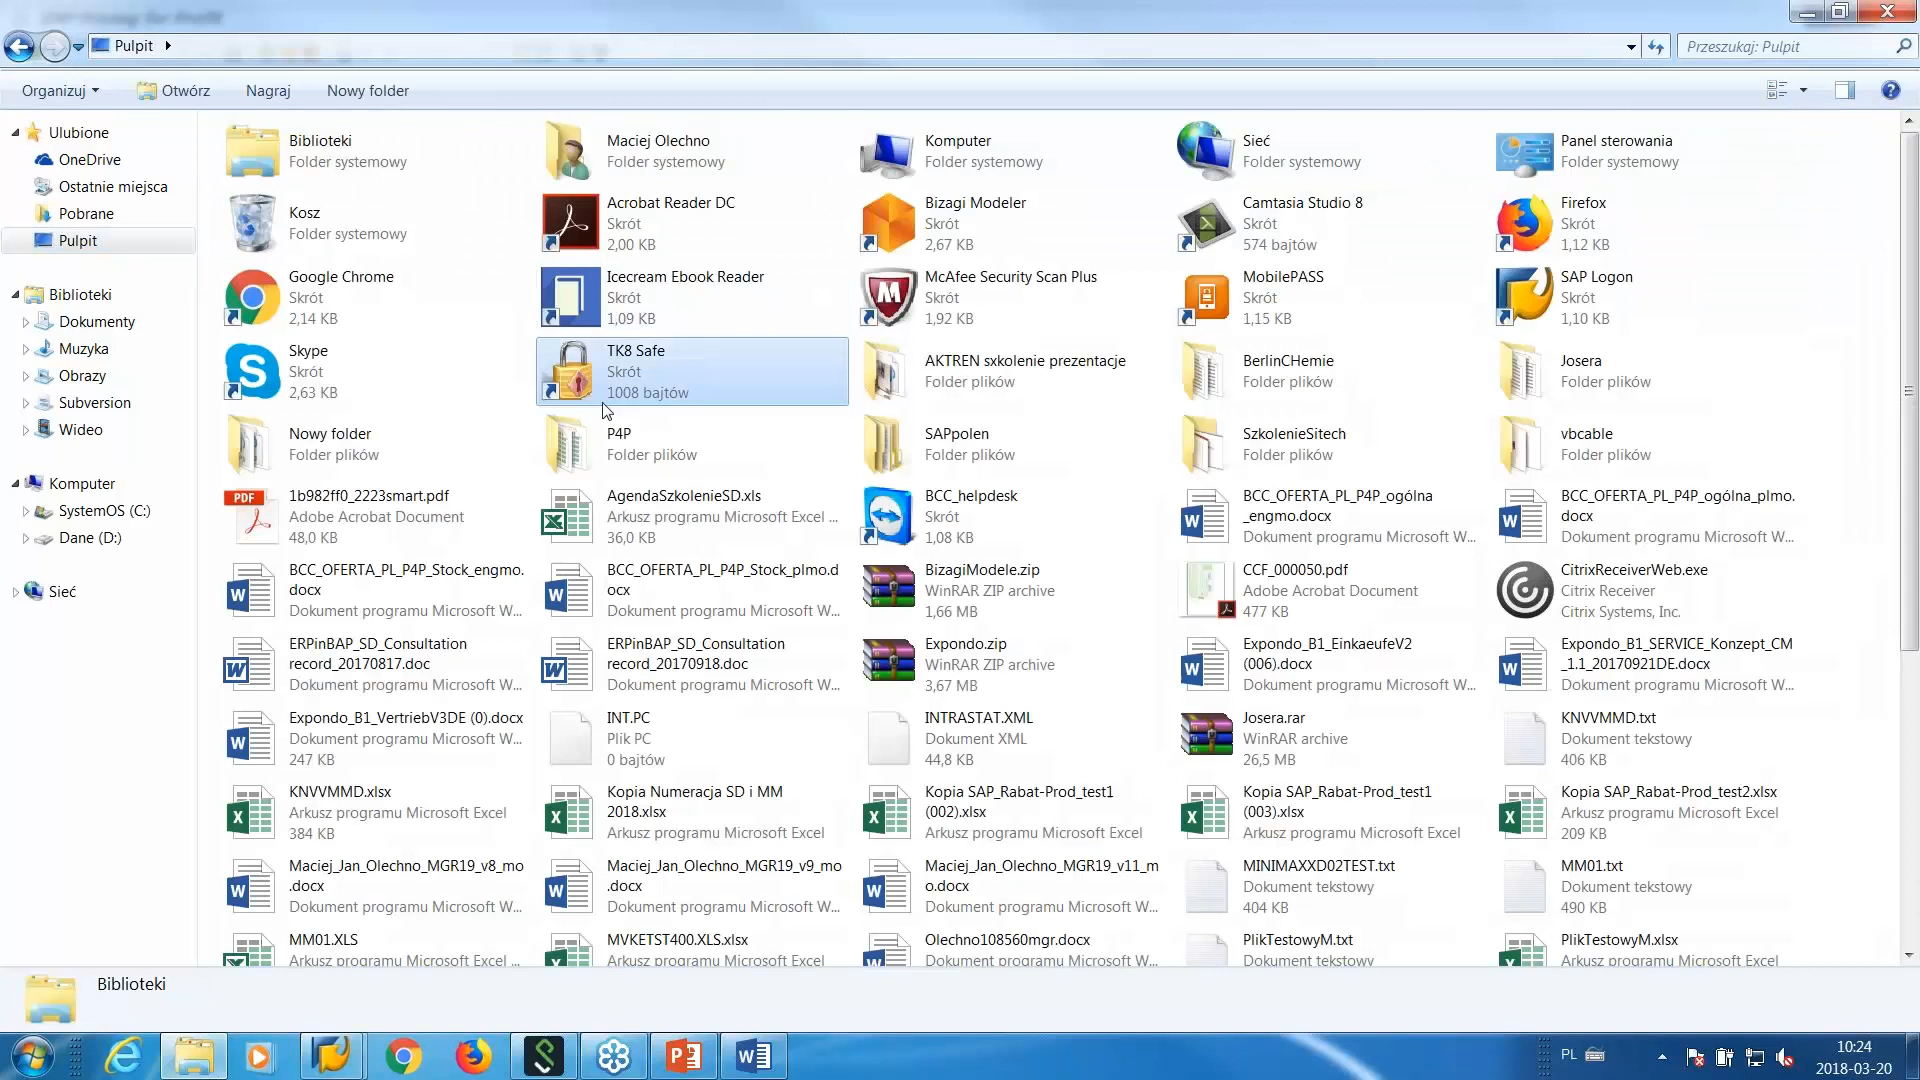 Pulpit
Przeszukaj: Pulpit
Organizuj
Otwórz
Nagraj
Nowy folder
Ulubione
OneDrive
Ostatnie miejsca
Pobrane
Pulpit
Biblioteki
Dokumenty
Muzyka
Obrazy
Subversion
Wideo
Komputer
SystemOS (C:)
Dane (D:)
Sieć
Biblioteki
Folder systemowy
Maciej Olechno
Folder systemowy
Komputer
Folder systemowy
Sieć
Folder systemowy
Panel sterowania
Folder systemowy
Kosz
Folder systemowy
Acrobat Reader DC
Skrót
2,00 KB
Bizagi Modeler
Skrót
2,67 KB
Camtasia Studio 8
Skrót
574 bajtów
Firefox
Skrót
1,12 KB
Google Chrome
Skrót
2,14 KB
Icecream Ebook Reader
Skrót
1,09 KB
McAfee Security Scan Plus
Skrót
1,92 KB
MobilePASS
Skrót
1,15 KB
SAP Logon
Skrót
1,10 KB
Skype
Skrót
2,63 KB
TK8 Safe
Skrót
1008 bajtów
AKTREN sxkolenie prezentacje
Folder plików
BerlinCHemie
Folder plików
Josera
Folder plików
Nowy folder
Folder plików
P4P
Folder plików
SAPpolen
Folder plików
SzkolenieSitech
Folder plików
vbcable
Folder plików
PDF
1b982ff0_2223smart.pdf
Adobe Acrobat Document
48,0 KB
AgendaSzkolenieSD.xls
Arkusz programu Microsoft Excel ...
36,0 KB
BCC_helpdesk
Skrót
1,08 KB
BCC_OFERTA_PL_P4P_ogólna
_engmo.docx
Dokument programu Microsoft W...
BCC_OFERTA_PL_P4P_ogólna_plmo.
docx
Dokument programu Microsoft W...
BCC_OFERTA_PL_P4P_Stock_engmo.
docx
Dokument programu Microsoft W...
BCC_OFERTA_PL_P4P_Stock_plmo.d
ocx
Dokument programu Microsoft W...
BizagiModele.zip
WinRAR ZIP archive
1,66 MB
CCF_000050.pdf
Adobe Acrobat Document
477 KB
CitrixReceiverWeb.exe
Citrix Receiver
Citrix Systems, Inc.
ERPinBAP_SD_Consultation
record_20170817.doc
Dokument programu Microsoft W...
ERPinBAP_SD_Consultation
record_20170918.doc
Dokument programu Microsoft W...
Expondo.zip
WinRAR ZIP archive
3,67 MB
Expondo_B1_EinkaeufeV2
(006).docx
Dokument programu Microsoft W...
Expondo_B1_SERVICE_Konzept_CM
_1.1_20170921DE.docx
Dokument programu Microsoft W...
Expondo_B1_VertriebV3DE (0).docx
Dokument programu Microsoft W...
247 KB
INT.PC
Plik PC
0 bajtów
INTRASTAT.XML
Dokument XML
44,8 KB
Josera.rar
WinRAR archive
26,5 MB
KNVVMMD.txt
Dokument tekstowy
406 KB
KNVVMMD.xlsx
Arkusz programu Microsoft Excel
384 KB
Kopia Numeracja SD i MM
2018.xlsx
Arkusz programu Microsoft Excel
Kopia SAP_Rabat-Prod_test1
(002).xlsx
Arkusz programu Microsoft Excel
Kopia SAP_Rabat-Prod_test1
(003).xlsx
Arkusz programu Microsoft Excel
Kopia SAP_Rabat-Prod_test2.xlsx
Arkusz programu Microsoft Excel
209 KB
Maciej_Jan_Olechno_MGR19_v8_mo
.docx
Dokument programu Microsoft W...
Maciej_Jan_Olechno_MGR19_v9_mo
.docx
Dokument programu Microsoft W...
Maciej_Jan_Olechno_MGR19_v11_m
o.docx
Dokument programu Microsoft W...
MINIMAXXD02TEST.txt
Dokument tekstowy
404 KB
MM01.txt
Dokument tekstowy
490 KB
MM01.XLS
Arkusz programu Microsoft Excel ...
MVKETST400.XLS.xlsx
Arkusz programu Microsoft Excel
Olechno108560mgr.docx
Dokument programu Microsoft W...
PlikTestowyM.txt
Dokument tekstowy
PlikTestowyM.xlsx
Arkusz programu Microsoft Excel
Biblioteki
PL
10:24
2018-03-20